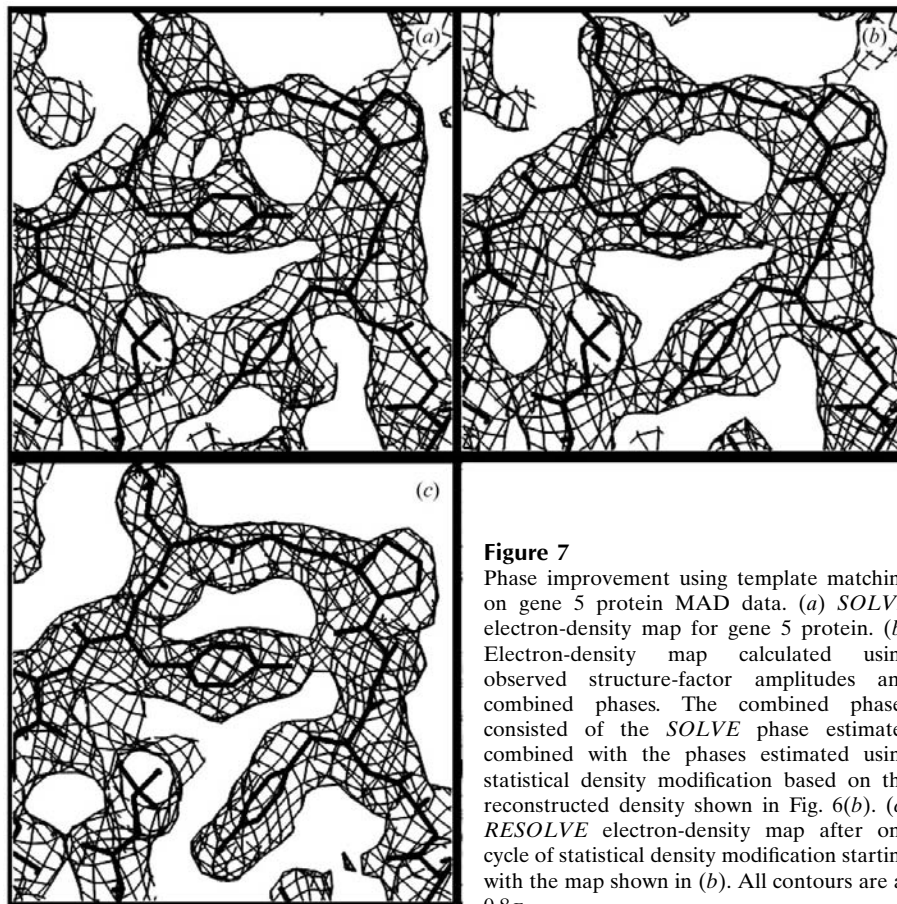 (a)
(b)
(c)
Figure 7
Phase improvement using template matchin
on gene 5 protein MAD data. (a) SOLV
electron-density map for gene 5 protein. (b
Electron-density map calculated usin
observed structure-factor amplitudes an
combined phases. The combined phase
consisted of the SOLVE phase estimate
combined with the phases estimated usin
statistical density modification based on th
reconstructed density shown in Fig. 6(b). (c
RESOLVE electron-density map after on
cycle of statistical density modification startin
with the map shown in (b). All contours are a